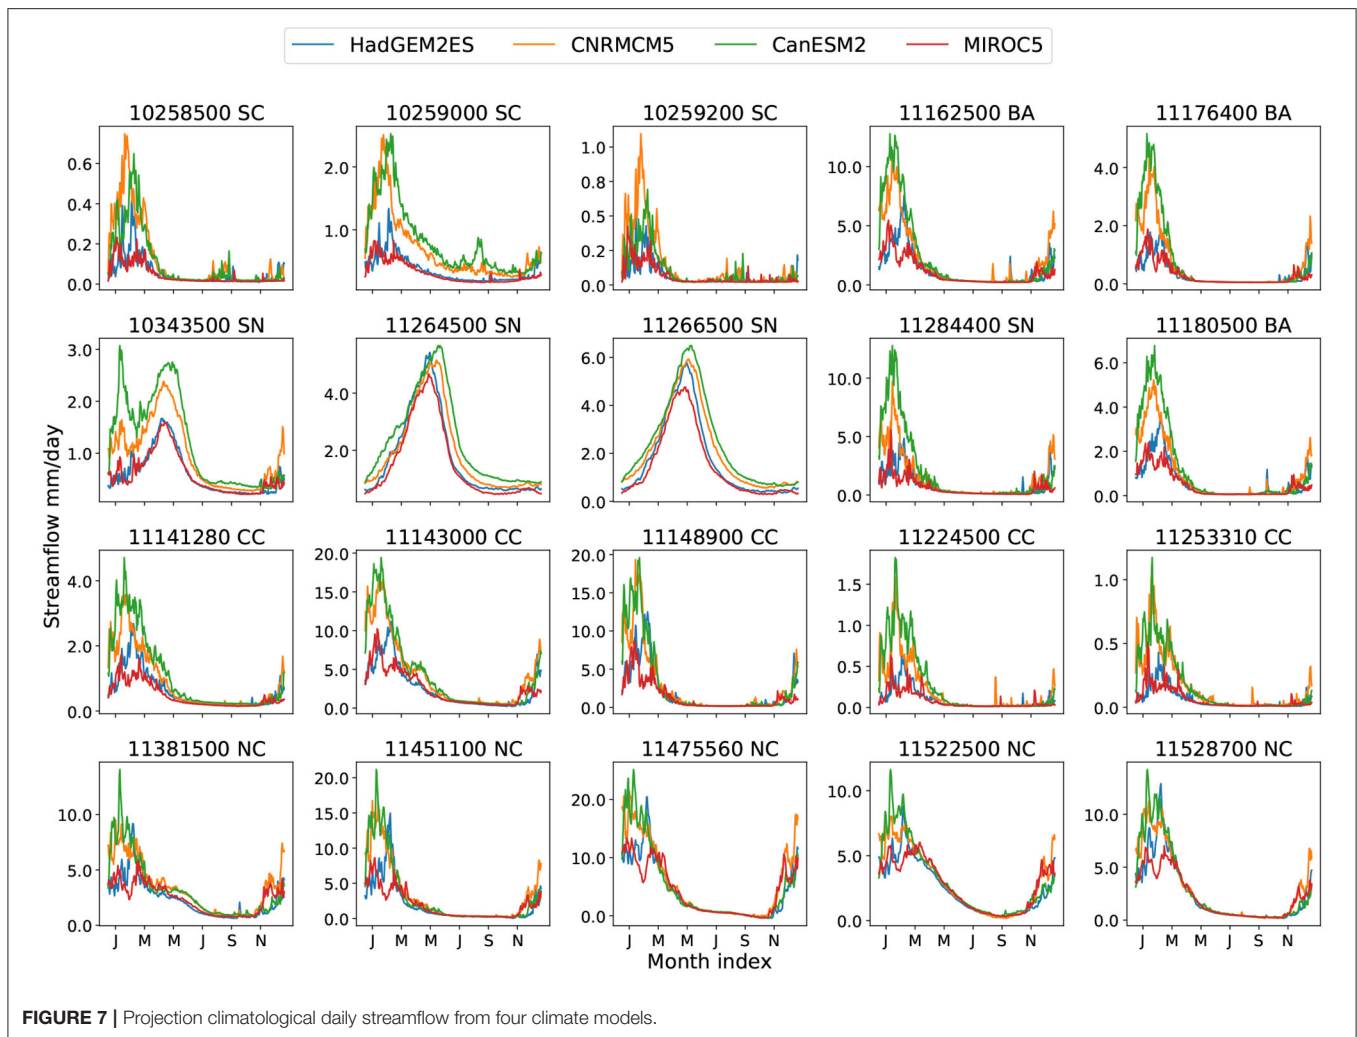 HadGEM2ES CNRMCM5 CanESM2 MIROC5
10258500 SC 10259000 SC 10259200 SC 11162500 BA 11176400 BA
0.6 0.4 0.2 0.0
2.0 1.0
1.0 0.8 0.5 0.2 0.0
10.0 5.0 0.0
4.0 2.0 0.0
10343500 SN 11264500 SN 11266500 SN 11284400 SN 11180500 BA
3.0 2.0 1.0
4.0 2.0
6.0 4.0 2.0 0.0
10.0 5.0 0.0
6.0 4.0 2.0 0.0
Streamflow mm/day
11141280 CC 11143000 CC 11148900 CC 11224500 CC 11253310 CC
4.0 2.0 0.0
20.0 15.0 10.0 5.0 0.0
20.0 15.0 10.0 5.0 0.0
1.5 1.0 0.5 0.0
1.0 0.5 0.0
11381500 NC 11451100 NC 11475560 NC 11522500 NC 11528700 NC
10.0 5.0 0.0
20.0 15.0 10.0 5.0 0.0
20.0 10.0 0.0
10.0 5.0 0.0
10.0 5.0 0.0
J M M J S N J M M J S N J M M J S N J M M J S N J M M J S N
Month index
FIGURE 7 | Projection climatological daily streamflow from four climate models.